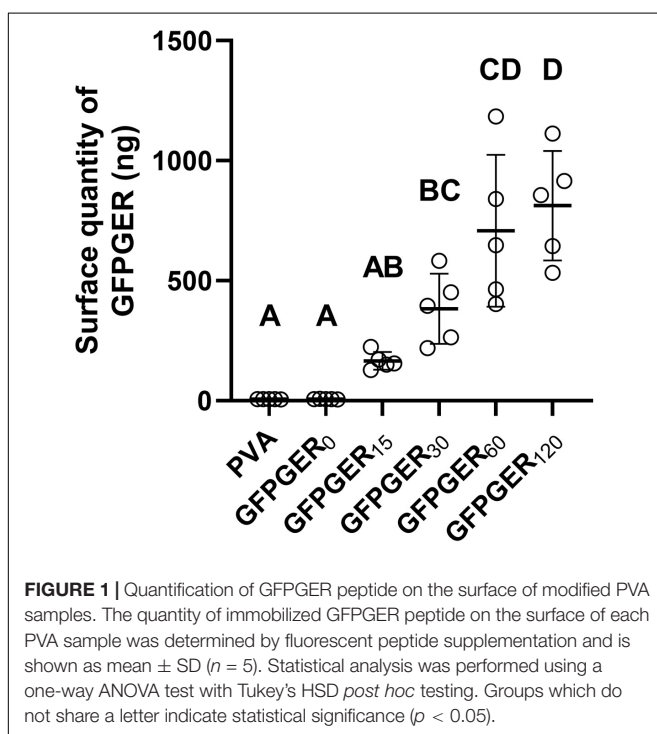 1500
1000
500
0
Surface quantity of
GFPGER (ng)
A A AB BC CD D
PVA
GFPGER₀
GFPGER₁₅
GFPGER₃₀
GFPGER₆₀
GFPGER₁₂₀
FIGURE 1 | Quantification of GFPGER peptide on the surface of modified PVA
samples. The quantity of immobilized GFPGER peptide on the surface of each
PVA sample was determined by fluorescent peptide supplementation and is
shown as mean ± SD (n = 5). Statistical analysis was performed using a
one-way ANOVA test with Tukey's HSD post hoc testing. Groups which do
not share a letter indicate statistical significance (p < 0.05).